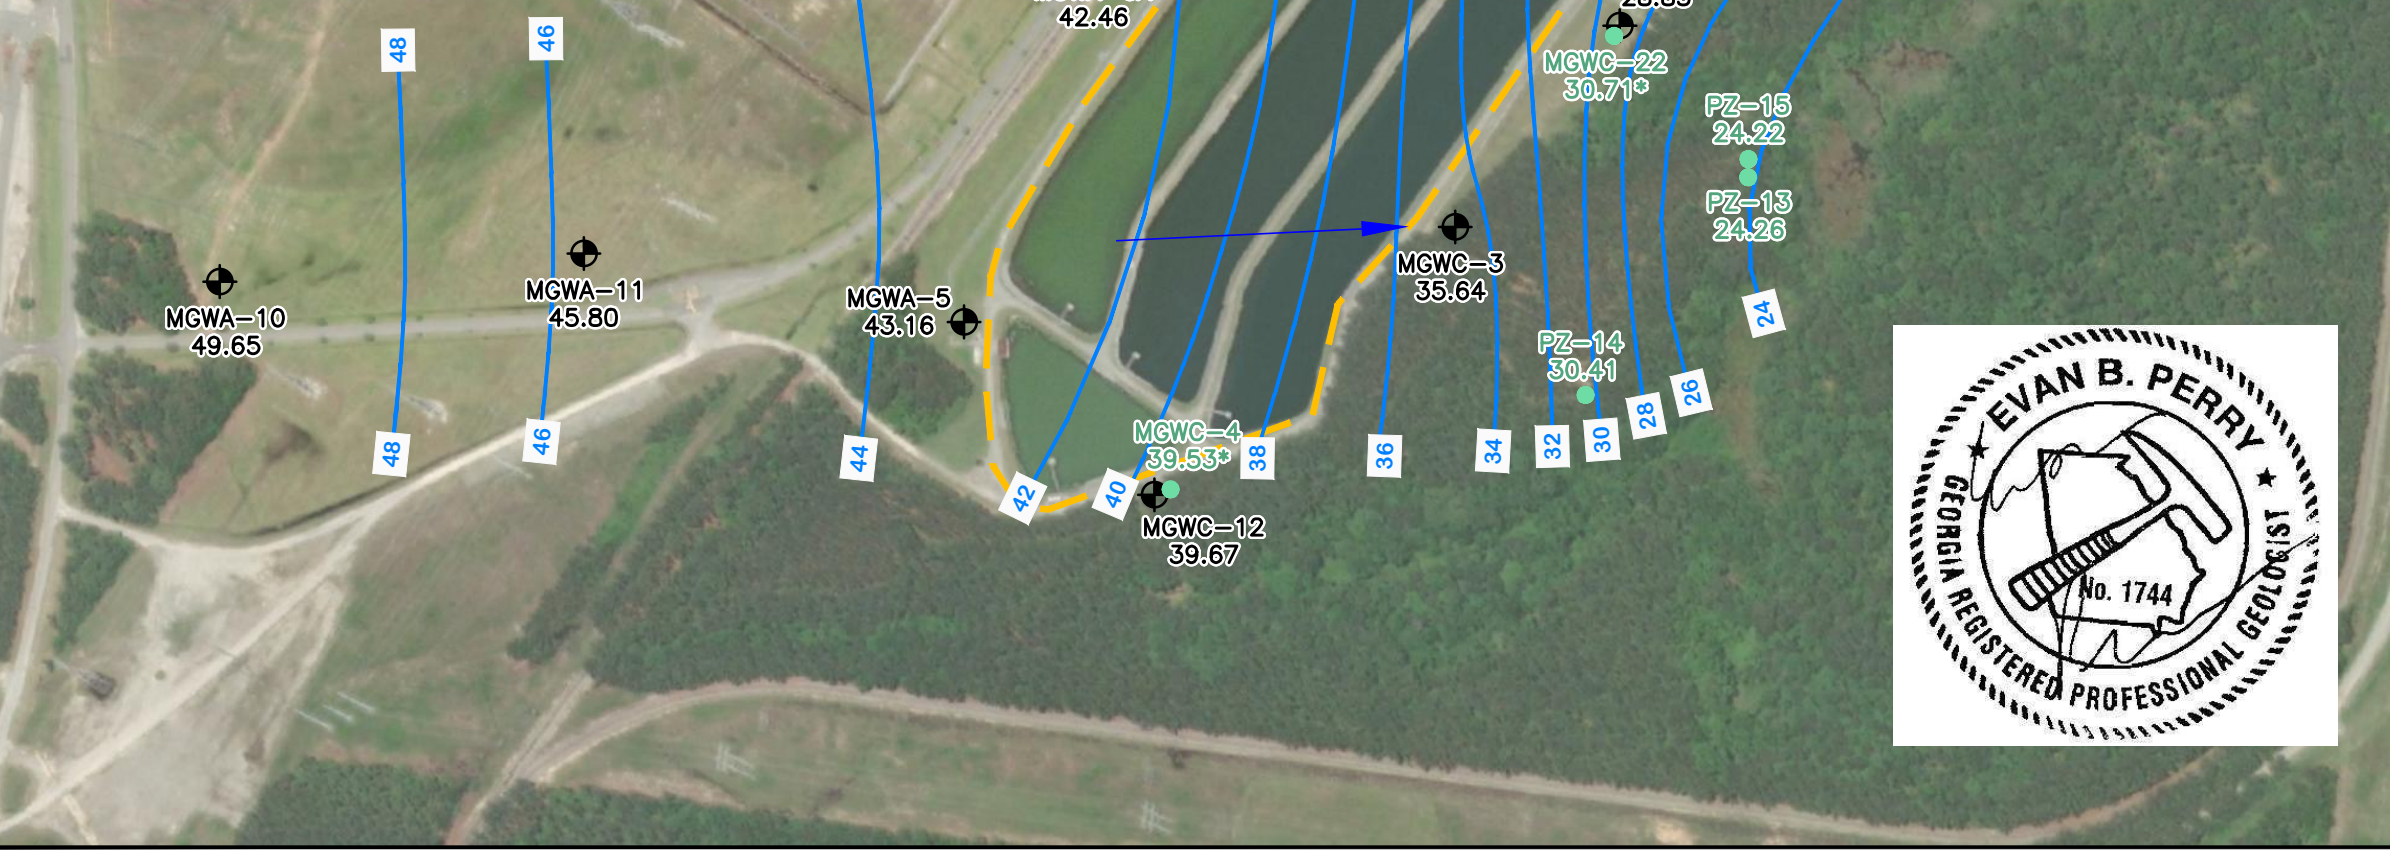 42.46
48
46
MGWC-22
30.71*
PZ-15
24.22
PZ-13
24.26
MGWA-10
49.65
MGWA-11
45.80
MGWA-5
43.16
MGWC-3
35.64
24
PZ-14
30.41
MGWC-4
39.53*
48
46
44
42
40
38
36
34
32
30
28
26
MGWC-12
39.67
EVAN B. PERRY
No. 1744
GEORGIA REGISTERED PROFESSIONAL GEOLOGIST